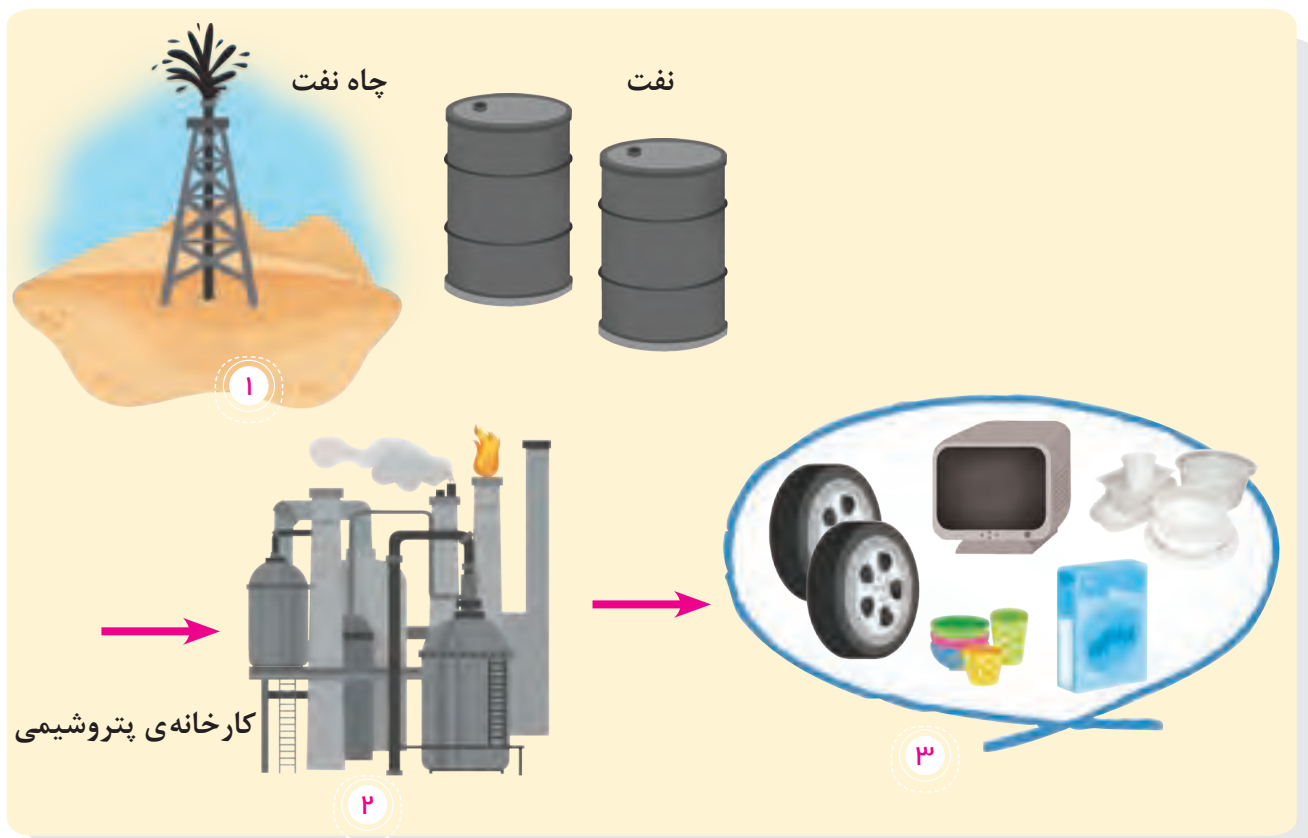 چاه نفت
نفت
۱
کارخانه‌ی پتروشیمی
۲
۳